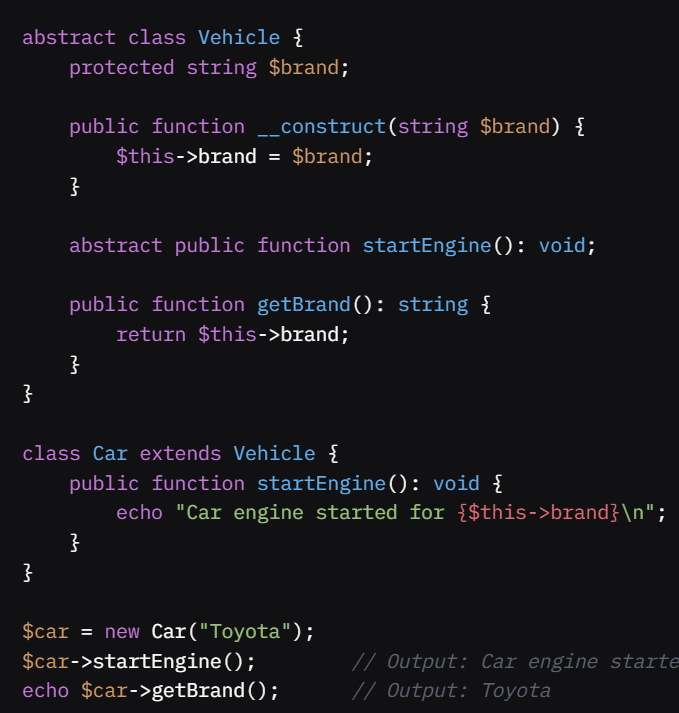 abstract class Vehicle {
    protected string $brand;

    public function __construct(string $brand) {
        $this->brand = $brand;
    }

    abstract public function startEngine(): void;

    public function getBrand(): string {
        return $this->brand;
    }
}

class Car extends Vehicle {
    public function startEngine(): void {
        echo "Car engine started for {$this->brand}\n";
    }
}

$car = new Car("Toyota");
$car->startEngine();        // Output: Car engine starte
echo $car->getBrand();      // Output: Toyota